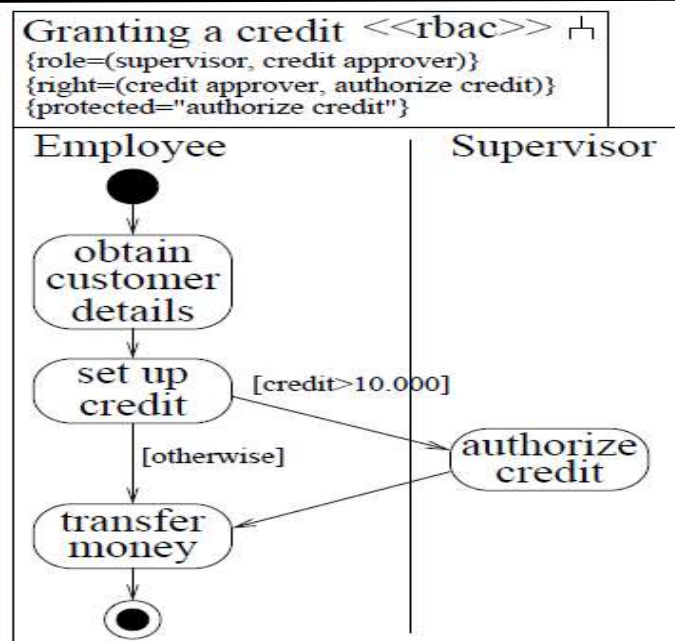 Granting a credit <<rbac>>
{role=(supervisor, credit approver)}
{right=(credit approver, authorize credit)}
{protected="authorize credit"}
Employee
Supervisor
obtain
customer
details
set up
credit
[credit>10.000]
[otherwise]
authorize
credit
transfer
money